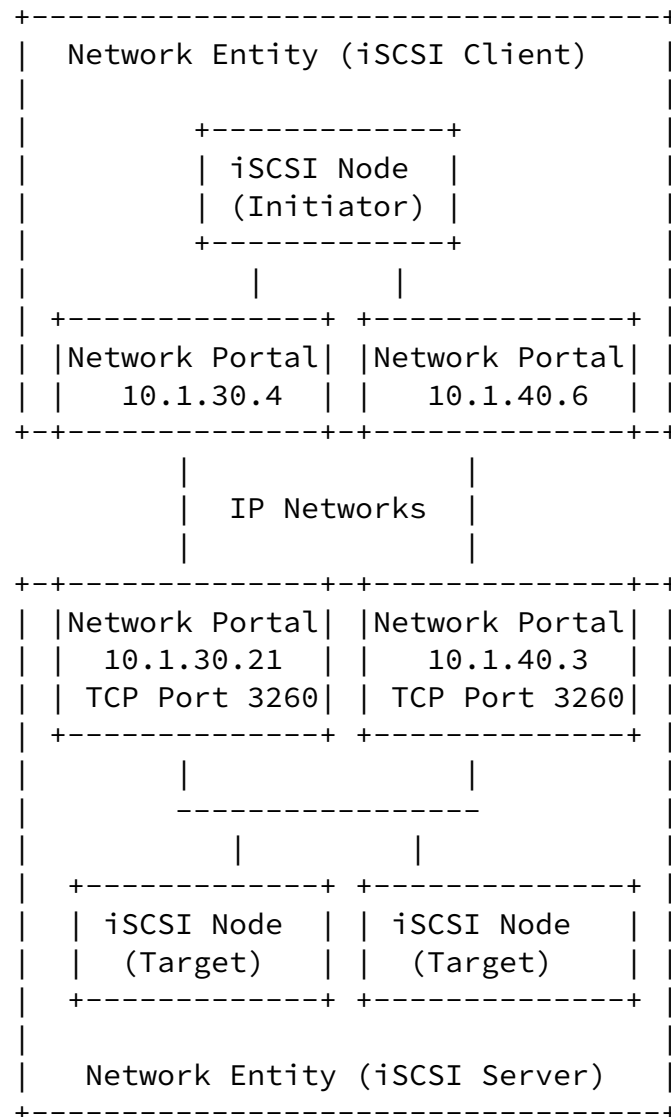 Network Entity (iSCSI Client)
iSCSI Node
(Initiator)
Network Portal Network Portal
10.1.30.4 10.1.40.6
IP Networks
Network Portal Network Portal
10.1.30.21 10.1.40.3
TCP Port 3260 TCP Port 3260
iSCSI Node iSCSI Node
(Target) (Target)
Network Entity (iSCSI Server)